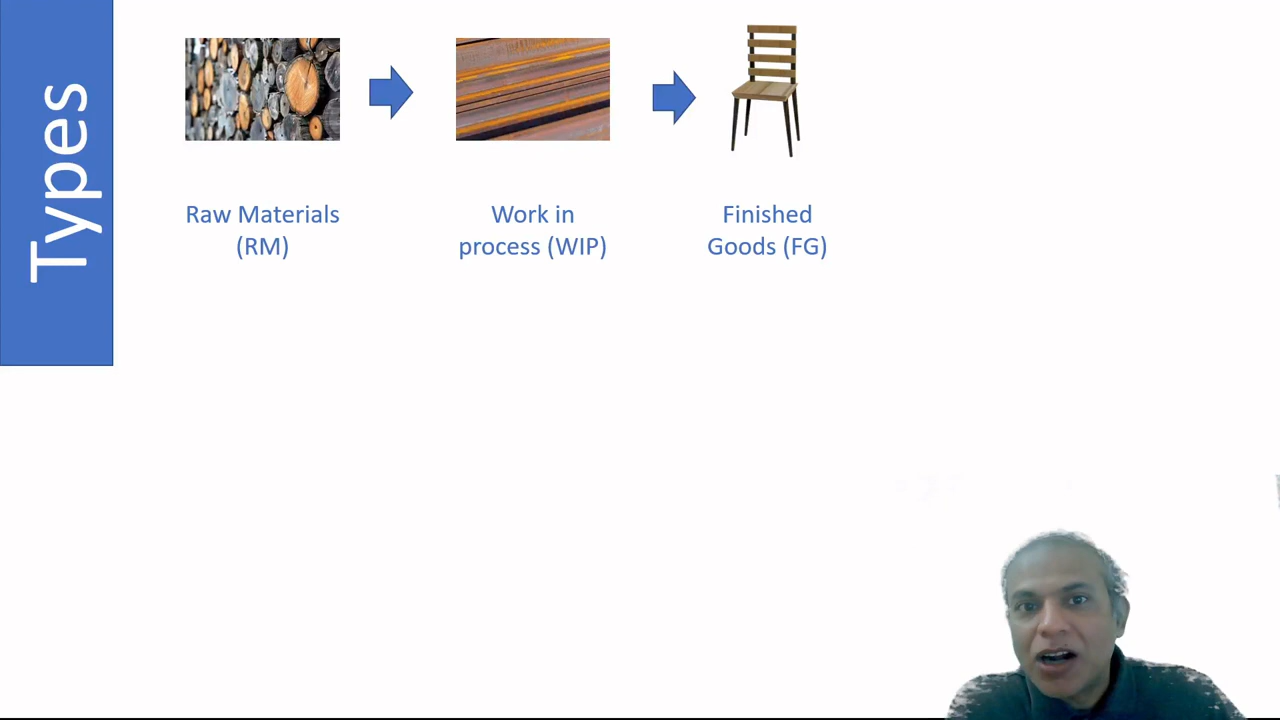 Types
Raw Materials
(RM)
Work in
process (WIP)
Finished
Goods (FG)